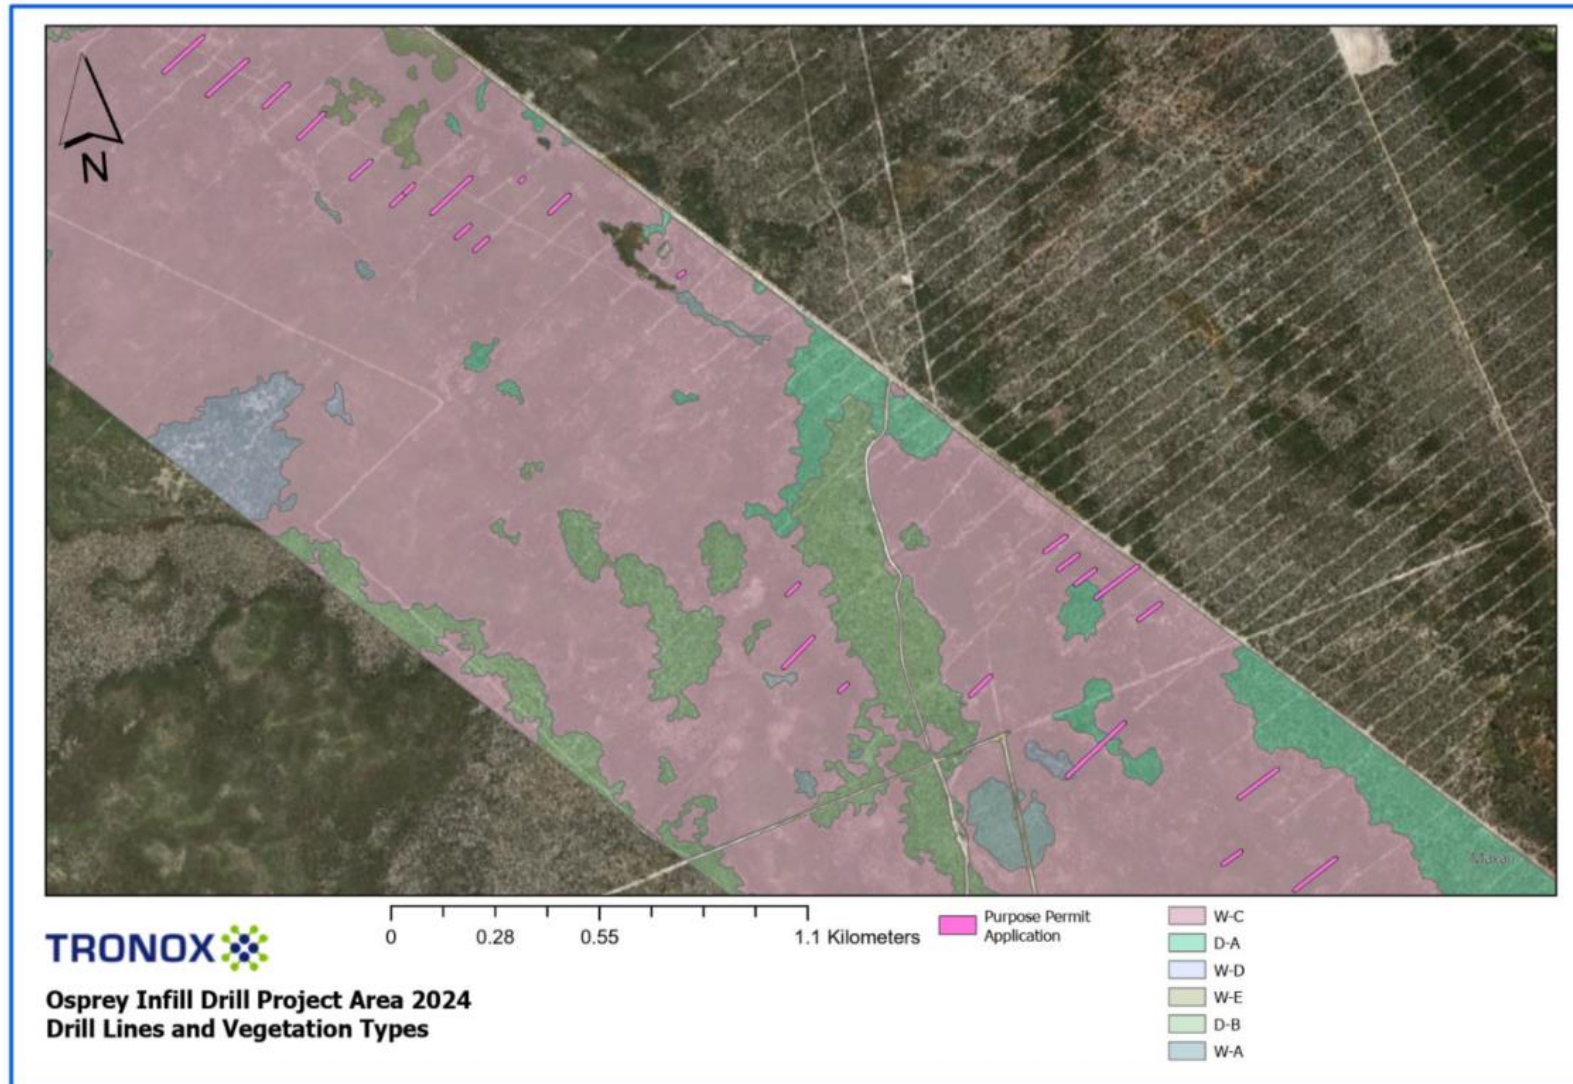 N
Maxar
TRONOX
0 0.28 0.55 1.1 Kilometers
Purpose Permit
Application
W-C
D-A
W-D
W-E
D-B
W-A
Osprey Infill Drill Project Area 2024
Drill Lines and Vegetation Types